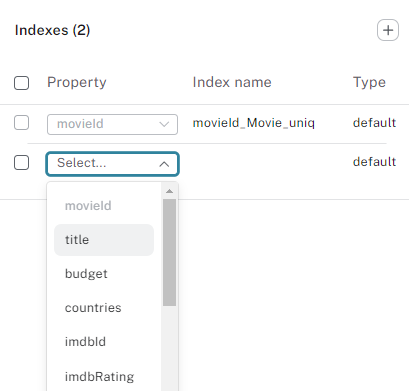 Indexes (2)
Property Index name Type
movieId movieId_Movie_uniq default
Select... default
movieId
title
budget
countries
imdbId
imdbRating